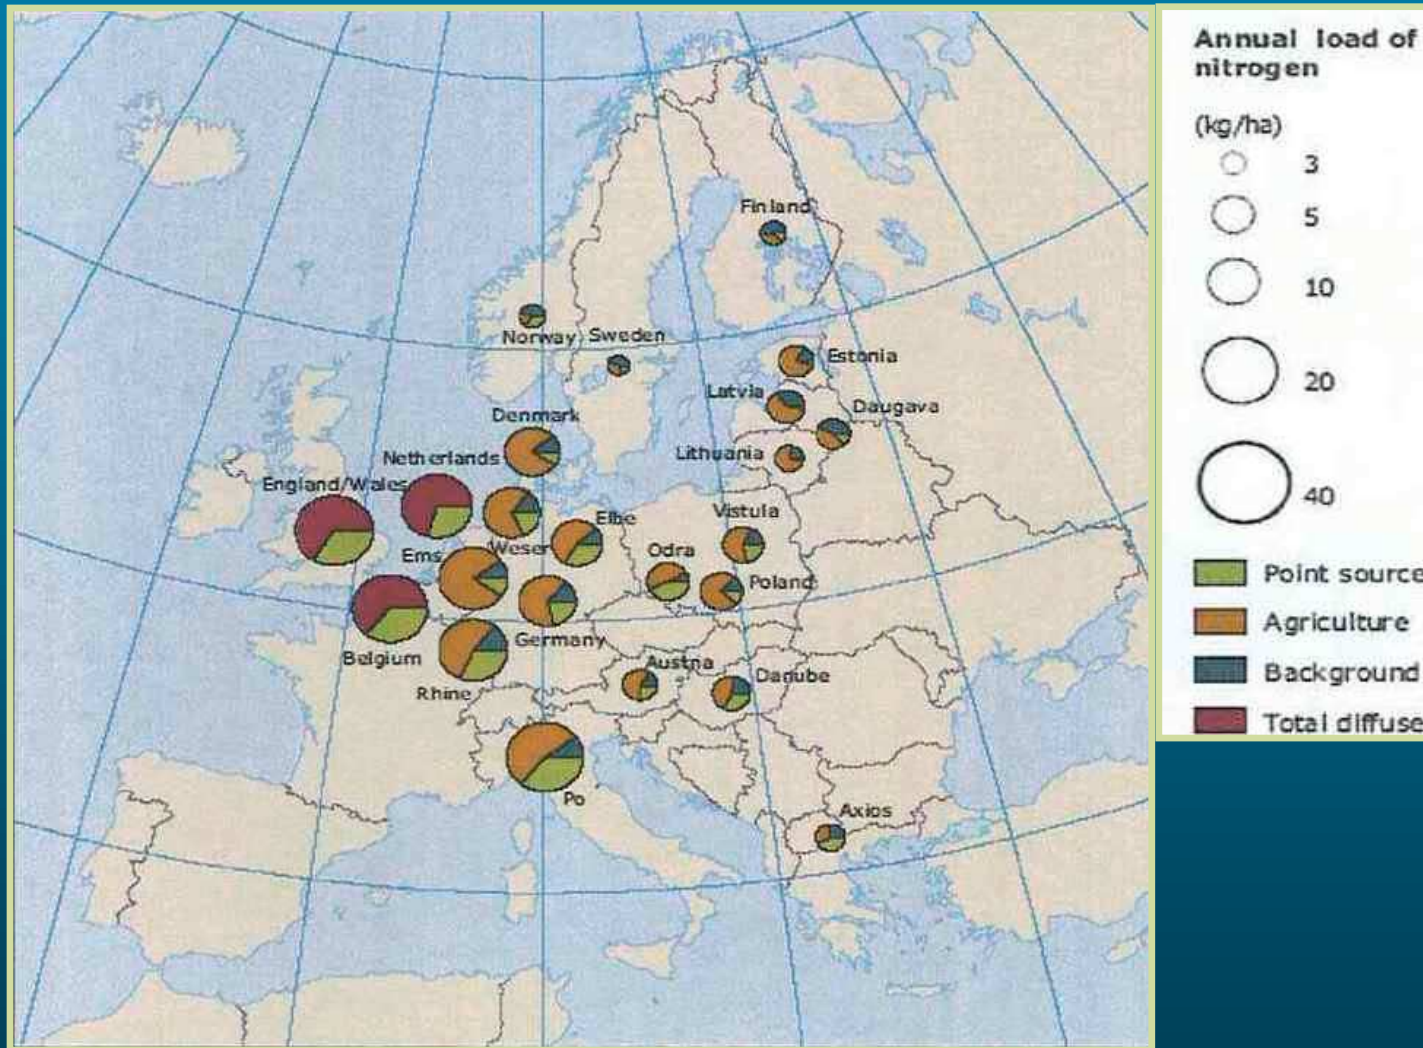 Finland
Norway
Sweden
Estonia
Latvia
Denmark
Daugava
Netherlands
Lithuania
England/Wales
Elbe
Vistula
Weser
Ems
Odra
Poland
Germany
Belgium
Austria
Danube
Rhine
Po
Axios
Annual load of
nitrogen
(kg/ha)
3
5
10
20
40
Point source
Agriculture
Background
Total diffuse